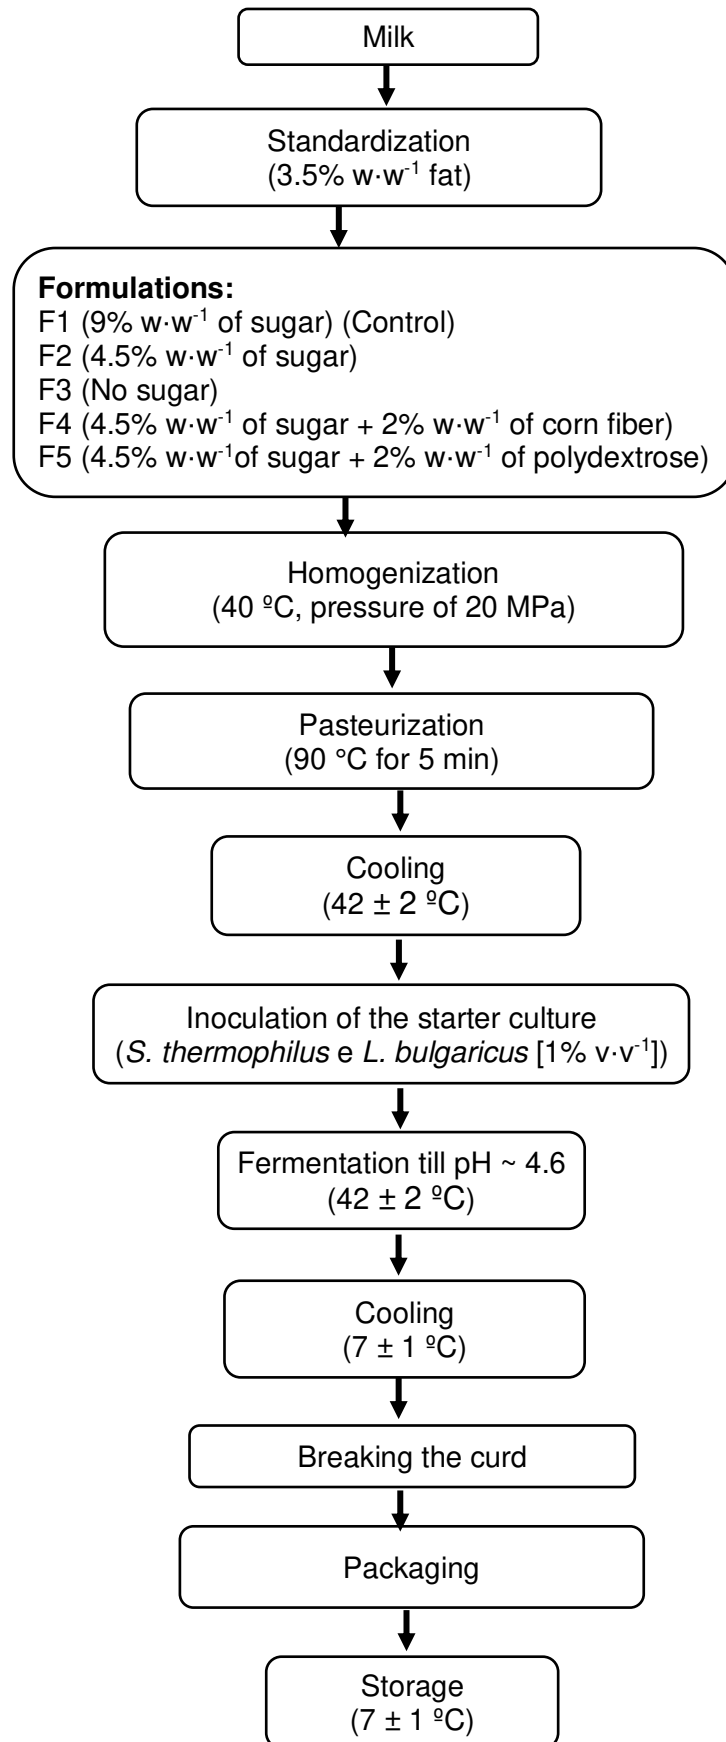 Milk
Standardization
(3.5% w·w⁻¹ fat)
Formulations:
F1 (9% w·w⁻¹ of sugar) (Control)
F2 (4.5% w·w⁻¹ of sugar)
F3 (No sugar)
F4 (4.5% w·w⁻¹ of sugar + 2% w·w⁻¹ of corn fiber)
F5 (4.5% w·w⁻¹of sugar + 2% w·w⁻¹ of polydextrose)
Homogenization
(40 ºC, pressure of 20 MPa)
Pasteurization
(90 °C for 5 min)
Cooling
(42 ± 2 ºC)
Inoculation of the starter culture
(S. thermophilus e L. bulgaricus [1% v·v⁻¹])
Fermentation till pH ~ 4.6
(42 ± 2 ºC)
Cooling
(7 ± 1 ºC)
Breaking the curd
Packaging
Storage
(7 ± 1 ºC)